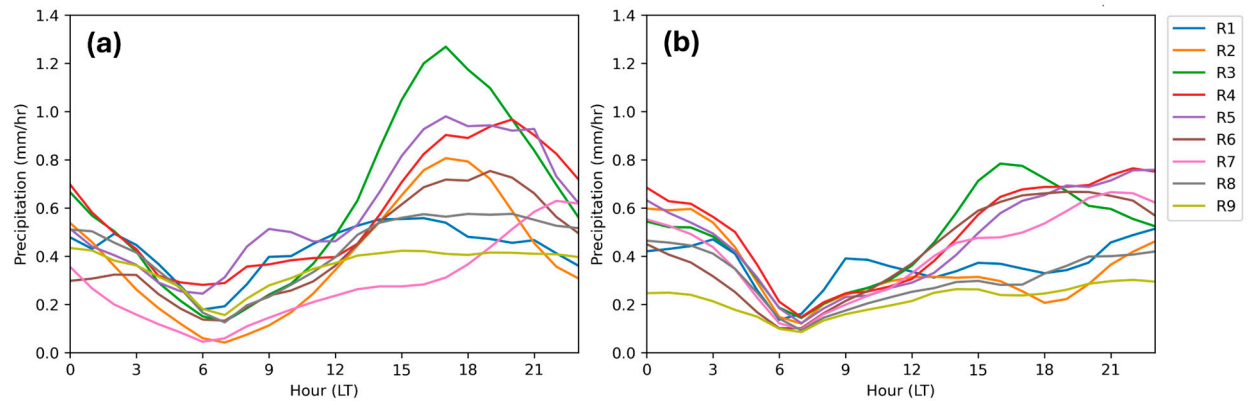 (a)
Precipitation (mm/hr)
1.4
1.2
1.0
0.8
0.6
0.4
0.2
0.0
0 3 6 9 12 15 18 21
Hour (LT)
(b)
Precipitation (mm/hr)
1.4
1.2
1.0
0.8
0.6
0.4
0.2
0.0
0 3 6 9 12 15 18 21
Hour (LT)
R1
R2
R3
R4
R5
R6
R7
R8
R9